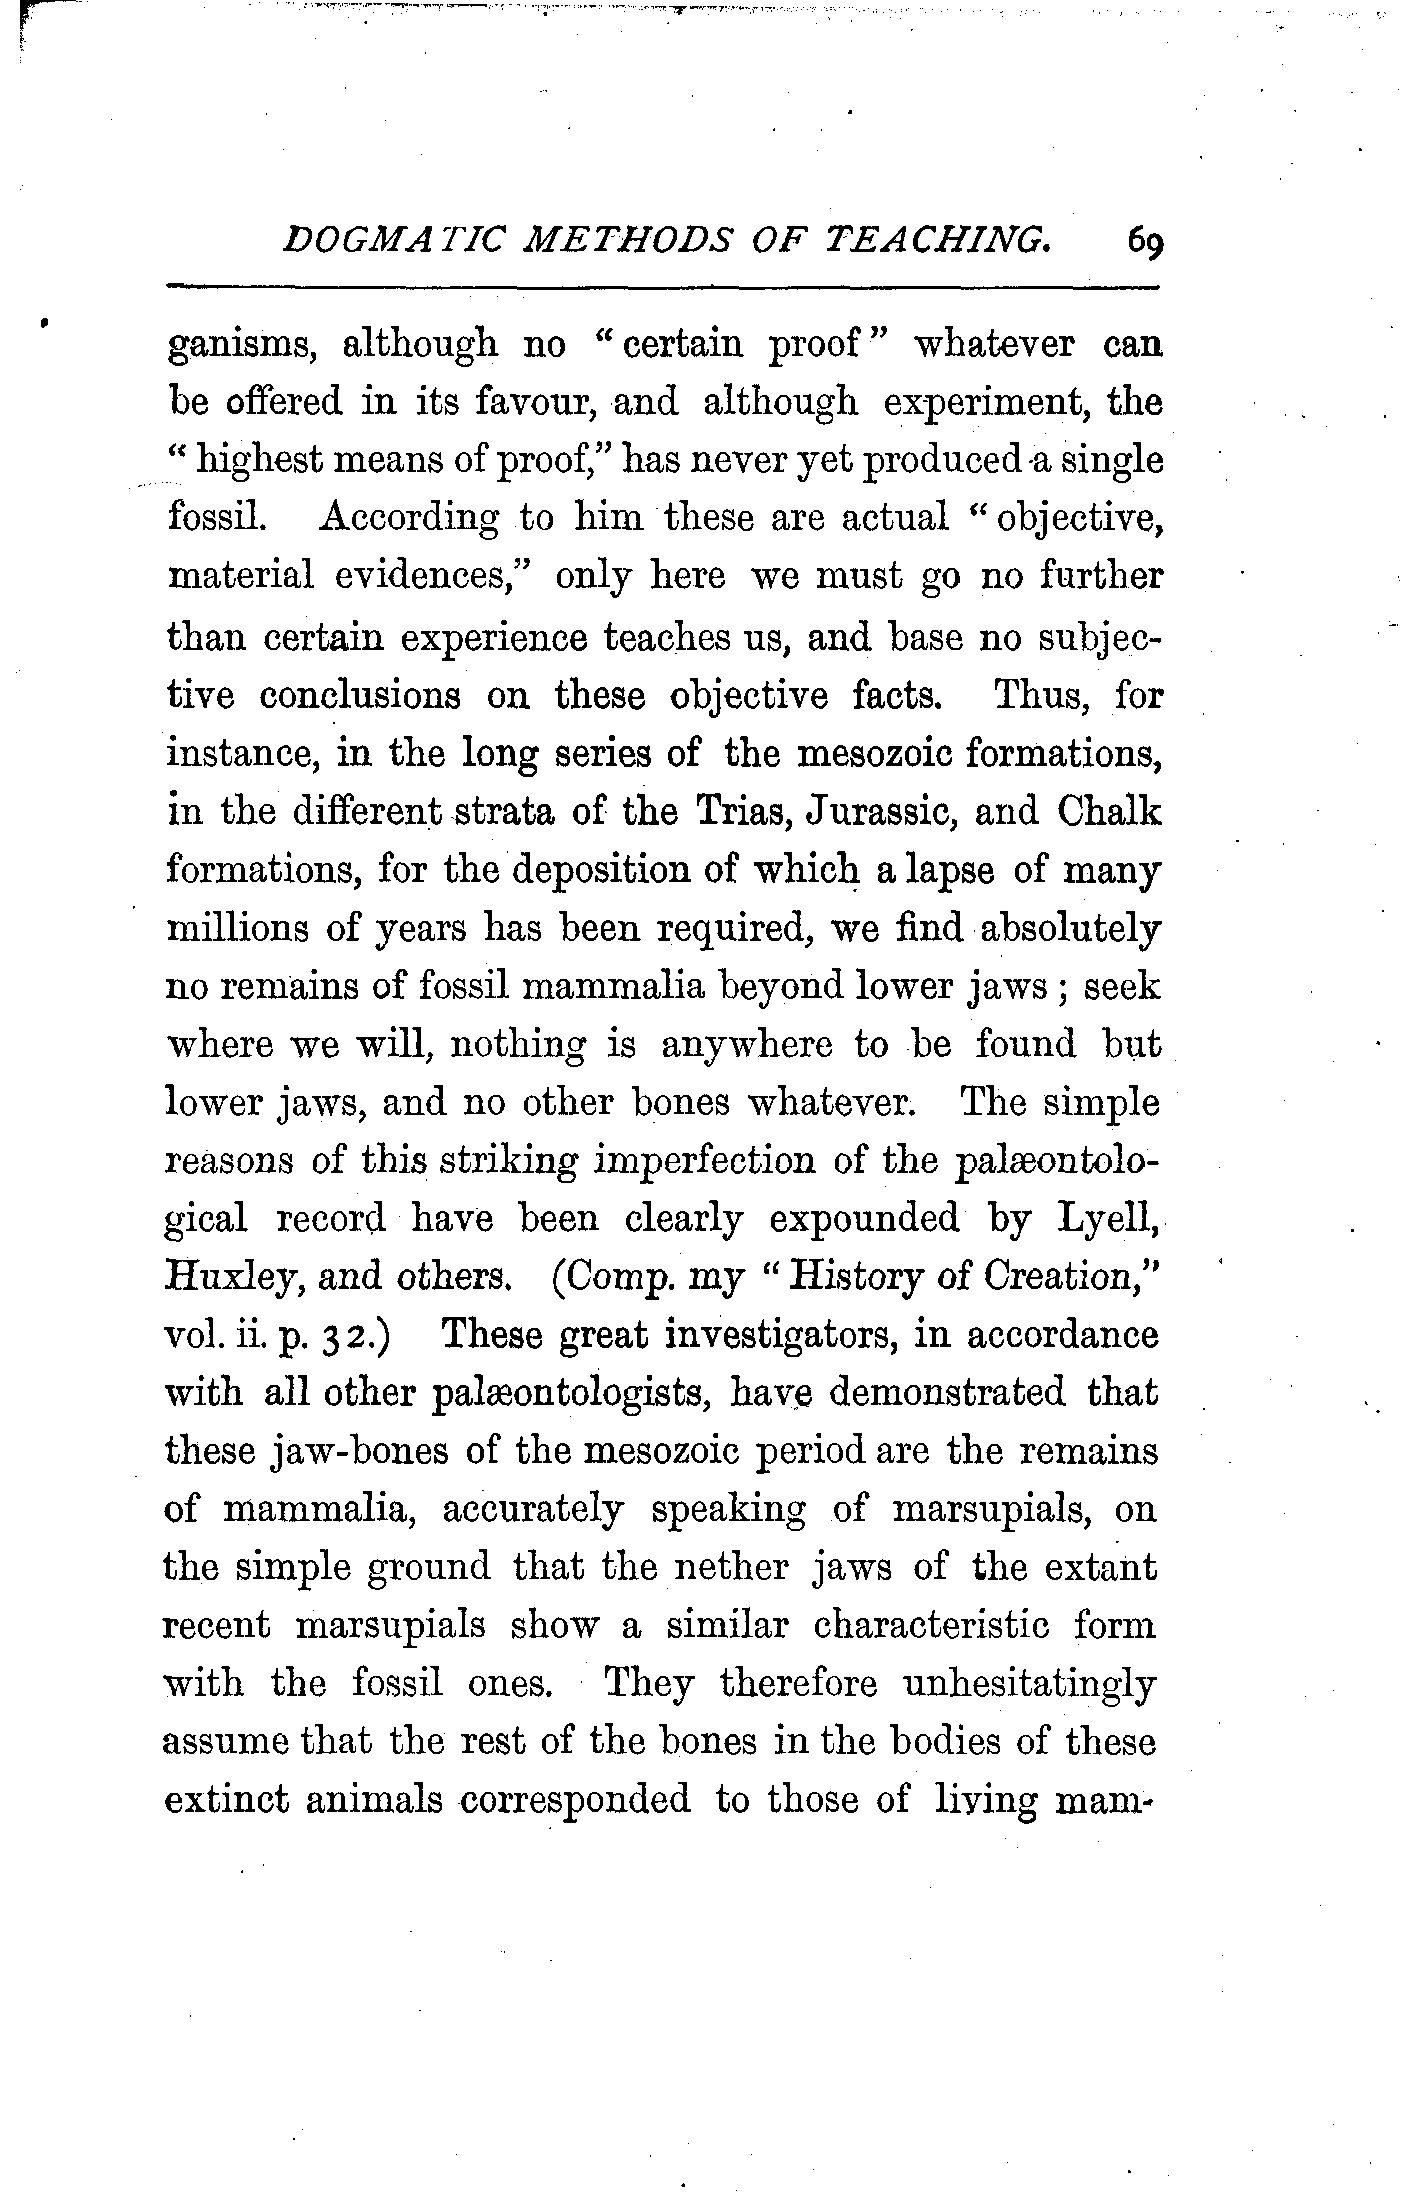 DOGMATIC METHODS OF TEACHING. 69
ganisms, although no “certain proof” whatever can
be offered in its favour, and although experiment, the
“highest means of proof,” has never yet produced a single
fossil. According to him these are actual “objective,
material evidences,” only here we must go no further
than certain experience teaches us, and base no subjec-
tive conclusions on these objective facts. Thus, for
instance, in the long series of the mesozoic formations,
in the different strata of the Trias, Jurassic, and Chalk
formations, for the deposition of which a lapse of many
millions of years has been required, we find absolutely
no remains of fossil mammalia beyond lower jaws; seek
where we will, nothing is anywhere to be found but
lower jaws, and no other bones whatever. The simple
reasons of this striking imperfection of the palæontolo-
gical record have been clearly expounded by Lyell,
Huxley, and others. (Comp. my “History of Creation,”
vol. ii. p. 32.) These great investigators, in accordance
with all other palæontologists, have demonstrated that
these jaw-bones of the mesozoic period are the remains
of mammalia, accurately speaking of marsupials, on
the simple ground that the nether jaws of the extant
recent marsupials show a similar characteristic form
with the fossil ones. They therefore unhesitatingly
assume that the rest of the bones in the bodies of these
extinct animals corresponded to those of living mam-